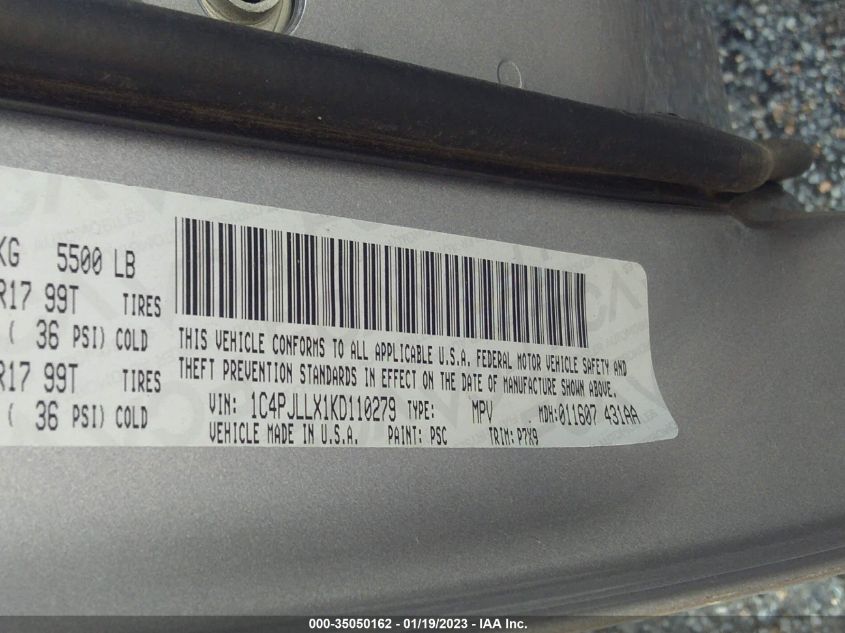 KG 5500 LB
R17 99T TIRES
( 36 PSI) COLD
R17 99T TIRES
( 36 PSI) COLD
THIS VEHICLE CONFORMS TO ALL APPLICABLE U.S.A. FEDERAL MOTOR VEHICLE SAFETY AND
THEFT PREVENTION STANDARDS IN EFFECT ON THE DATE OF MANUFACTURE SHOWN ABOVE.
VIN: 1C4PJLLX1KD110279 TYPE: MPV MDH:011607 431AA
VEHICLE MADE IN U.S.A. PAINT: PSC TRIM: P7X9
000-35050162 - 01/19/2023 - IAA Inc.